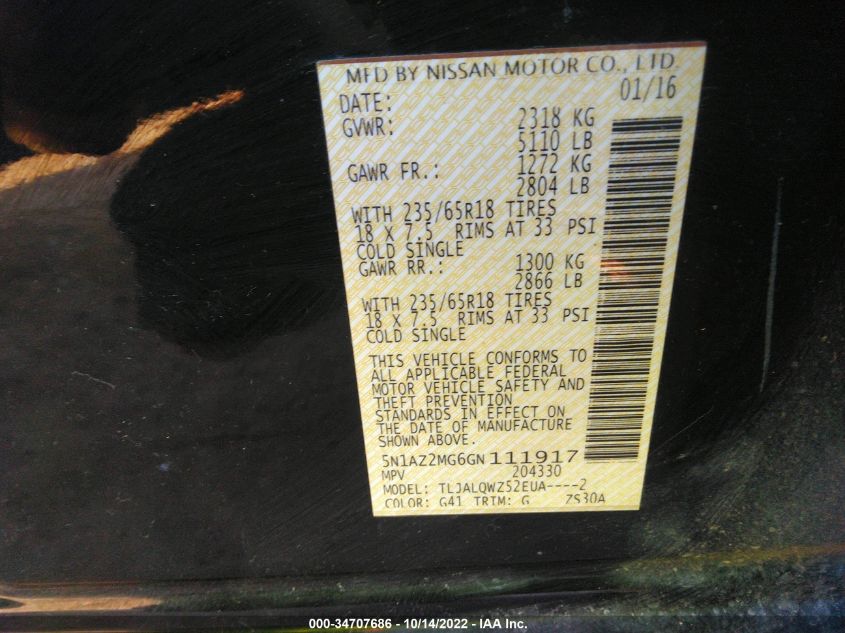 MFD BY NISSAN MOTOR CO., LTD.
DATE: 01/16
GVWR: 2318 KG
5110 LB
GAWR FR.: 1272 KG
2804 LB
WITH 235/65R18 TIRES
18 X 7.5 RIMS AT 33 PSI
COLD SINGLE
GAWR RR.: 1300 KG
2866 LB
WITH 235/65R18 TIRES
18 X 7.5 RIMS AT 33 PSI
COLD SINGLE
THIS VEHICLE CONFORMS TO
ALL APPLICABLE FEDERAL
MOTOR VEHICLE SAFETY AND
THEFT PREVENTION
STANDARDS IN EFFECT ON
THE DATE OF MANUFACTURE
SHOWN ABOVE.
5N1AZ2MG6GN111917
MPV 204330
MODEL: TLJALQWZ52EUA----2
COLOR: G41 TRIM: G ZS30A
000-34707686 - 10/14/2022 - IAA Inc.